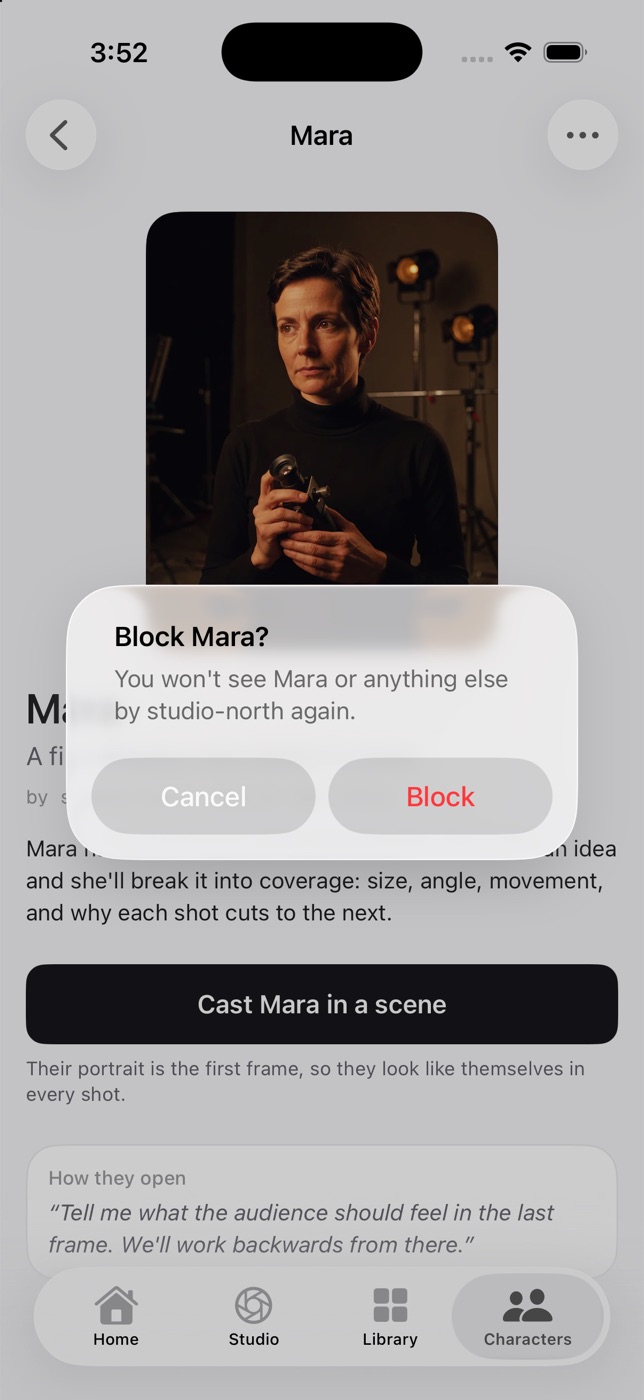 3:52
Mara
Block Mara?
You won't see Mara or anything else
by studio-north again.
A
by
Cancel
Block
Mara
idea
and she'll break it into coverage: size, angle, movement,
and why each shot cuts to the next.
Cast Mara in a scene
Their portrait is the first frame, so they look like themselves in
every shot.
How they open
“Tell me what the audience should feel in the last
frame. We'll work backwards from there.”
Home
Studio
Library
Characters